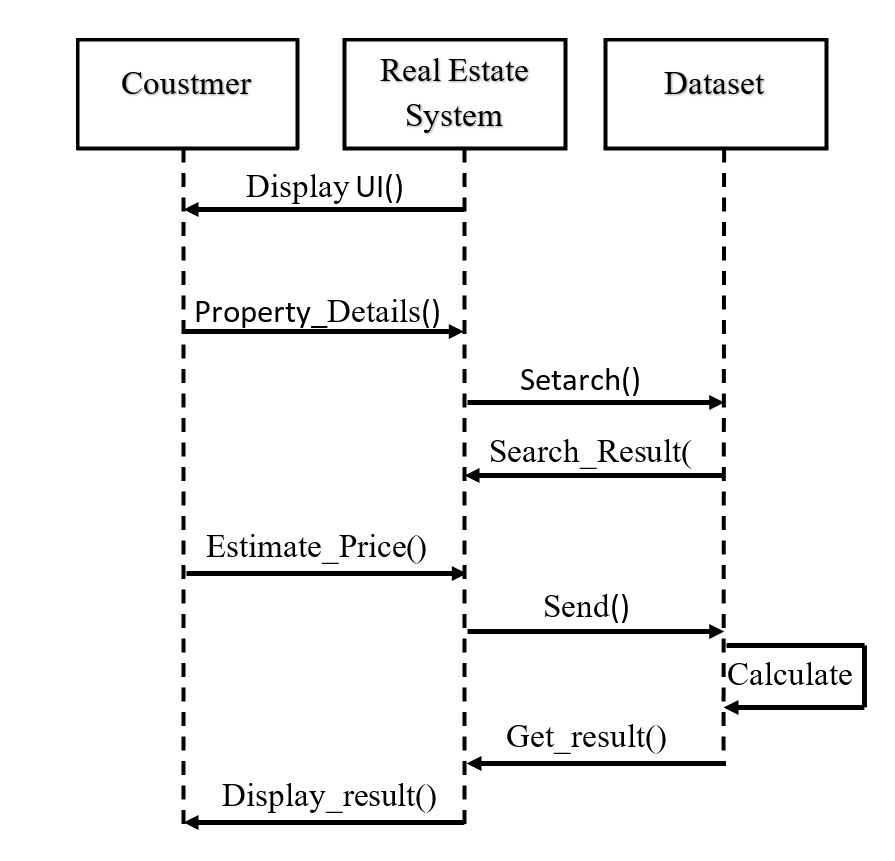 Coustmer
Real Estate
System
Dataset
Display UI()
Property_Details()
Setarch()
Search_Result(
Estimate_Price()
Send()
Calculate
Get_result()
Display_result()